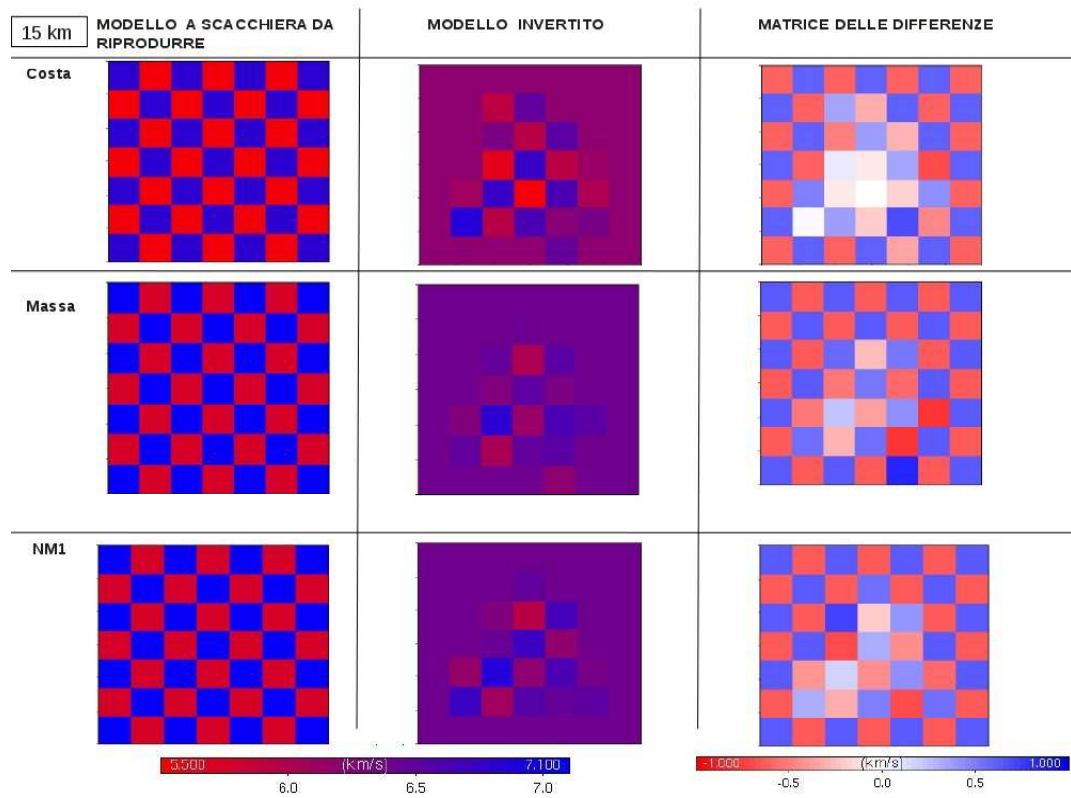 15 km
MODELLO A SCACCHIERA DA
RIPRODURRE
MODELLO INVERTITO
MATRICE DELLE DIFFERENZE
Costa
Massa
NM1
5.500 (km/s) 7.100
6.0 6.5 7.0
-1.000 (km/s) 1.000
-0.5 0.0 0.5